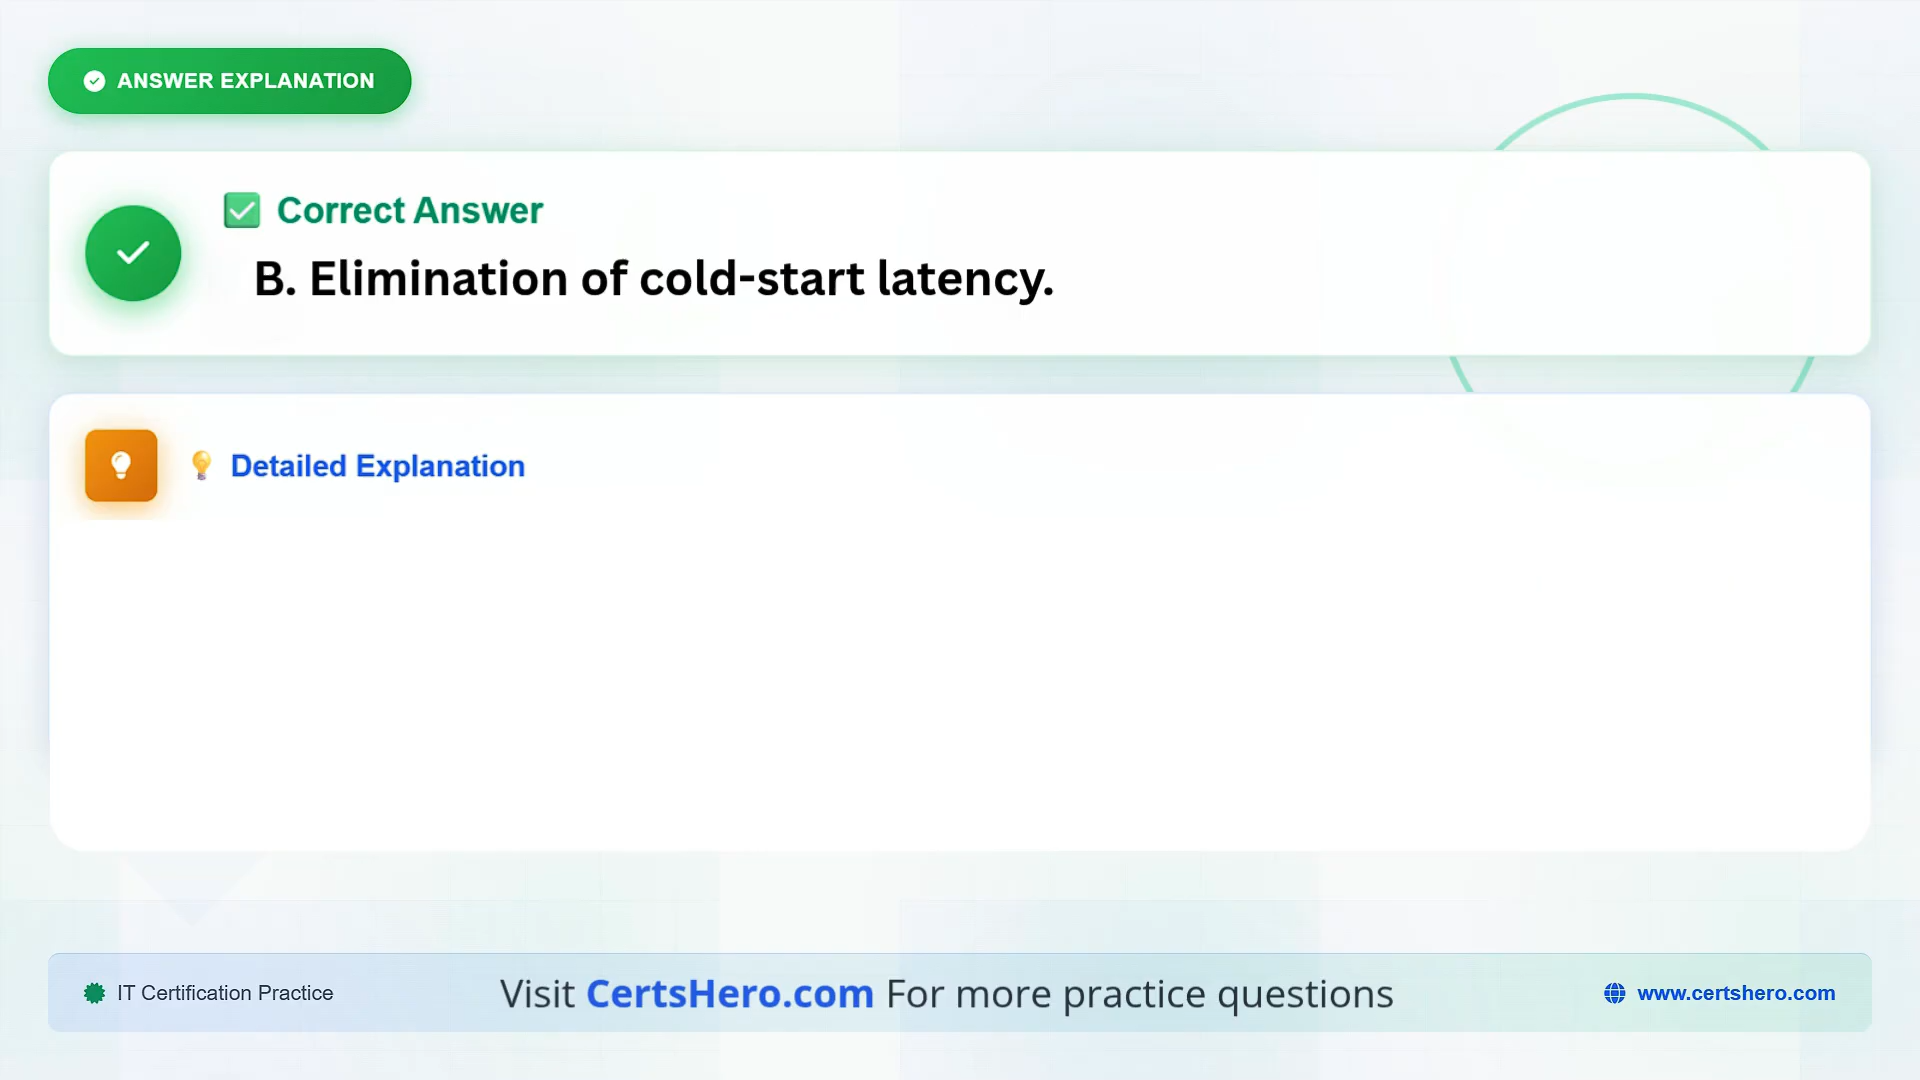 ANSWER EXPLANATION
✅ Correct Answer
B. Elimination of cold-start latency.
💡 Detailed Explanation
IT Certification Practice
Visit CertsHero.com For more practice questions
www.certshero.com